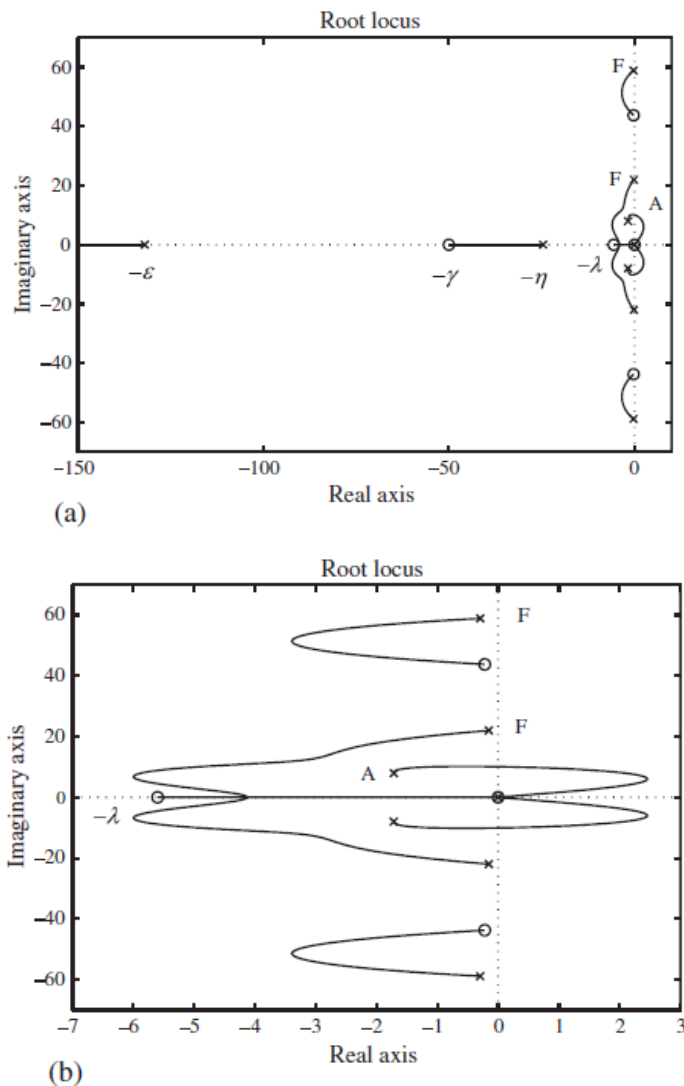 Root locus
60
40
20
0
−20
−40
−60
Imaginary axis
F
F
A
−ε
−γ
−η
−λ
−150
−100
−50
0
Real axis
(a)
Root locus
60
40
20
0
−20
−40
−60
Imaginary axis
F
F
A
−λ
−7
−6
−5
−4
−3
−2
−1
0
1
2
3
Real axis
(b)